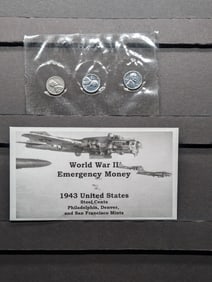 World War II
Emergency Money
1943 United States
Steel Cents
Philadelphia, Denver,
and San Francisco Mints